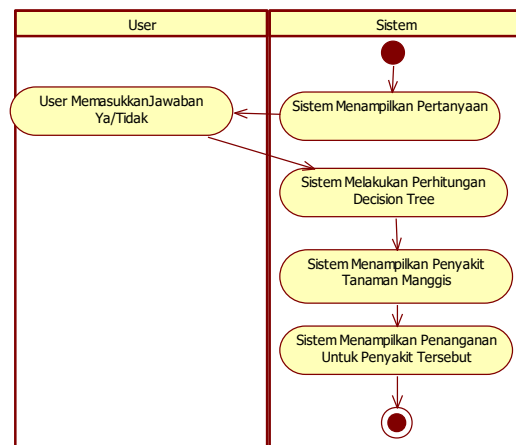 User
Sistem
Sistem Menampilkan Pertanyaan
User MemasukkanJawaban
Ya/Tidak
Sistem Melakukan Perhitungan
Decision Tree
Sistem Menampilkan Penyakit
Tanaman Manggis
Sistem Menampilkan Penanganan
Untuk Penyakit Tersebut